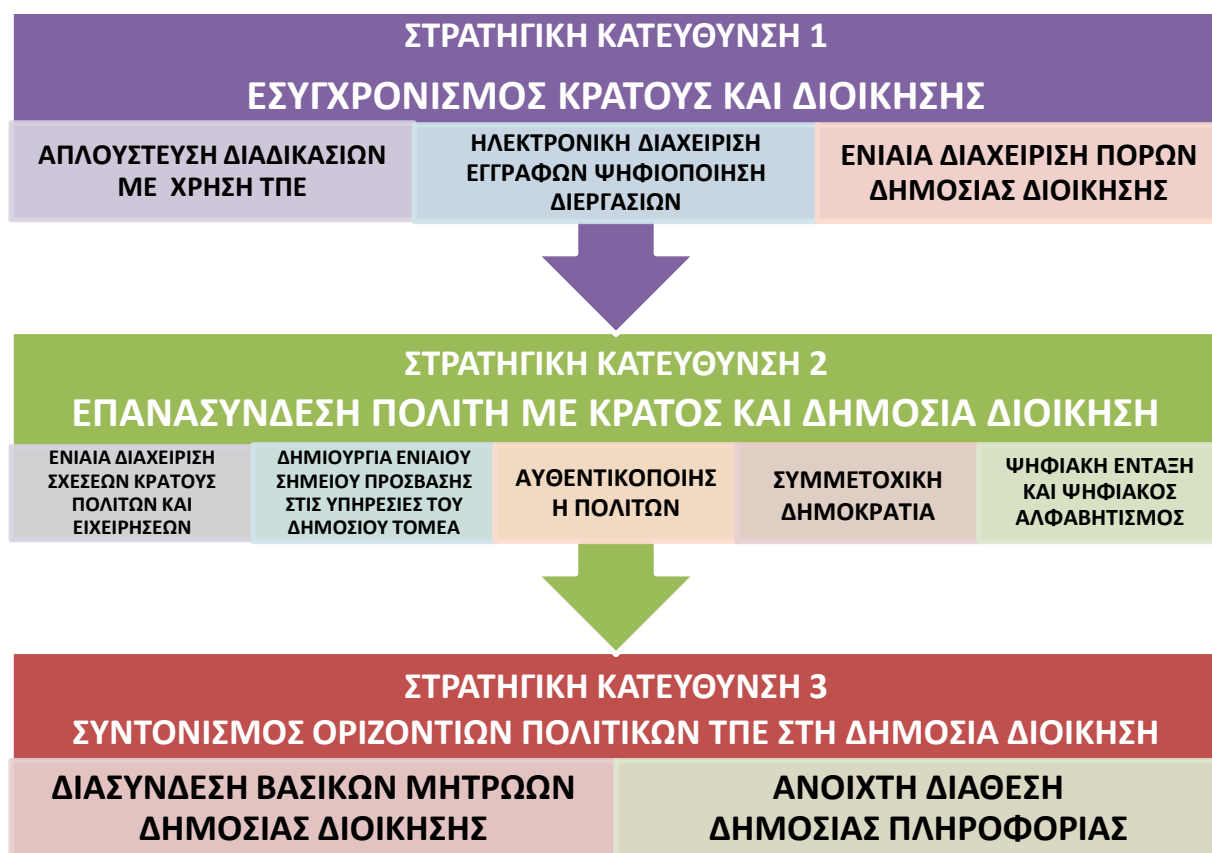 ΣΤΡΑΤΗΓΙΚΗ ΚΑΤΕΥΘΥΝΣΗ 1
ΕΣΥΓΧΡΟΝΙΣΜΟΣ ΚΡΑΤΟΥΣ ΚΑΙ ΔΙΟΙΚΗΣΗΣ
ΑΠΛΟΥΣΤΕΥΣΗ ΔΙΑΔΙΚΑΣΙΩΝ
ΜΕ ΧΡΗΣΗ ΤΠΕ
ΗΛΕΚΤΡΟΝΙΚΗ ΔΙΑΧΕΙΡΙΣΗ
ΕΓΓΡΑΦΩΝ ΨΗΦΙΟΠΟΙΗΣΗ
ΔΙΕΡΓΑΣΙΩΝ
ΕΝΙΑΙΑ ΔΙΑΧΕΙΡΙΣΗ ΠΟΡΩΝ
ΔΗΜΟΣΙΑΣ ΔΙΟΙΚΗΣΗΣ
ΣΤΡΑΤΗΓΙΚΗ ΚΑΤΕΥΘΥΝΣΗ 2
ΕΠΑΝΑΣΥΝΔΕΣΗ ΠΟΛΙΤΗ ΜΕ ΚΡΑΤΟΣ ΚΑΙ ΔΗΜΟΣΙΑ ΔΙΟΙΚΗΣΗ
ΕΝΙΑΙΑ ΔΙΑΧΕΙΡΙΣΗ
ΣΧΕΣΕΩΝ ΚΡΑΤΟΥΣ
ΠΟΛΙΤΩΝ ΚΑΙ
ΕΙΧΕΙΡΗΣΕΩΝ
ΔΗΜΙΟΥΡΓΙΑ ΕΝΙΑΙΟΥ
ΣΗΜΕΙΟΥ ΠΡΟΣΒΑΣΗΣ
ΣΤΙΣ ΥΠΗΡΕΣΙΕΣ ΤΟΥ
ΔΗΜΟΣΙΟΥ ΤΟΜΕΑ
ΑΥΘΕΝΤΙΚΟΠΟΙΗΣ
Η ΠΟΛΙΤΩΝ
ΣΥΜΜΕΤΟΧΙΚΗ
ΔΗΜΟΚΡΑΤΙΑ
ΨΗΦΙΑΚΗ ΕΝΤΑΞΗ
ΚΑΙ ΨΗΦΙΑΚΟΣ
ΑΛΦΑΒΗΤΙΣΜΟΣ
ΣΤΡΑΤΗΓΙΚΗ ΚΑΤΕΥΘΥΝΣΗ 3
ΣΥΝΤΟΝΙΣΜΟΣ ΟΡΙΖΟΝΤΙΩΝ ΠΟΛΙΤΙΚΩΝ ΤΠΕ ΣΤΗ ΔΗΜΟΣΙΑ ΔΙΟΙΚΗΣΗ
ΔΙΑΣΥΝΔΕΣΗ ΒΑΣΙΚΩΝ ΜΗΤΡΩΩΝ
ΔΗΜΟΣΙΑΣ ΔΙΟΙΚΗΣΗΣ
ΑΝΟΙΧΤΗ ΔΙΑΘΕΣΗ
ΔΗΜΟΣΙΑΣ ΠΛΗΡΟΦΟΡΙΑΣ